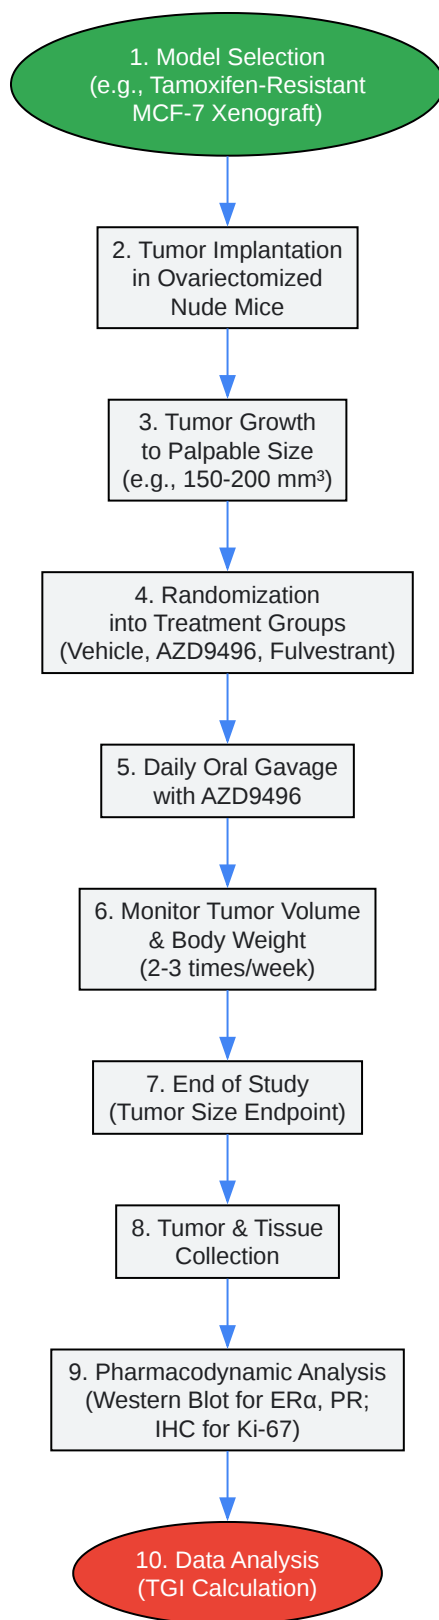 1. Model Selection
(e.g., Tamoxifen-Resistant
MCF-7 Xenograft)
2. Tumor Implantation
in Ovariectomized
Nude Mice
3. Tumor Growth
to Palpable Size
(e.g., 150-200 mm³)
4. Randomization
into Treatment Groups
(Vehicle, AZD9496, Fulvestrant)
5. Daily Oral Gavage
with AZD9496
6. Monitor Tumor Volume
& Body Weight
(2-3 times/week)
7. End of Study
(Tumor Size Endpoint)
8. Tumor & Tissue
Collection
9. Pharmacodynamic Analysis
(Western Blot for ERα, PR;
IHC for Ki-67)
10. Data Analysis
(TGI Calculation)